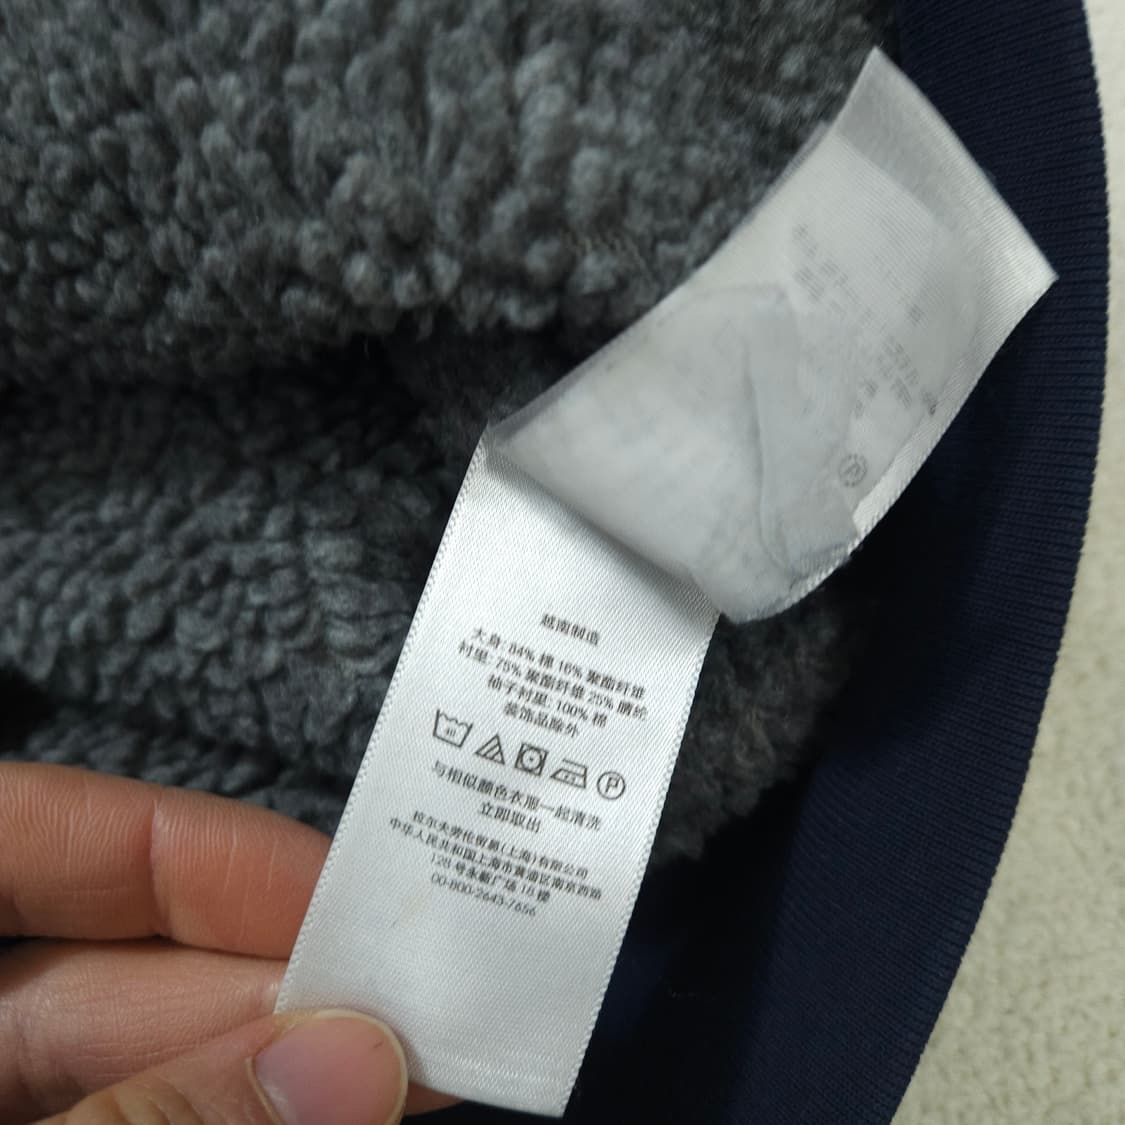 越南制造
大身: 84% 棉 16% 聚酯纤维
衬里: 75% 聚酯纤维 25% 腈纶
袖子衬里: 100% 棉
装饰品除外
40
P
与相似顏色衣服一起清洗
立即取出
拉尔夫劳伦贸易(上海)有限公司
中华人民共和国上海市黄浦区南京西路
128 号永新广场 18 楼
00-800-2643-7656
P